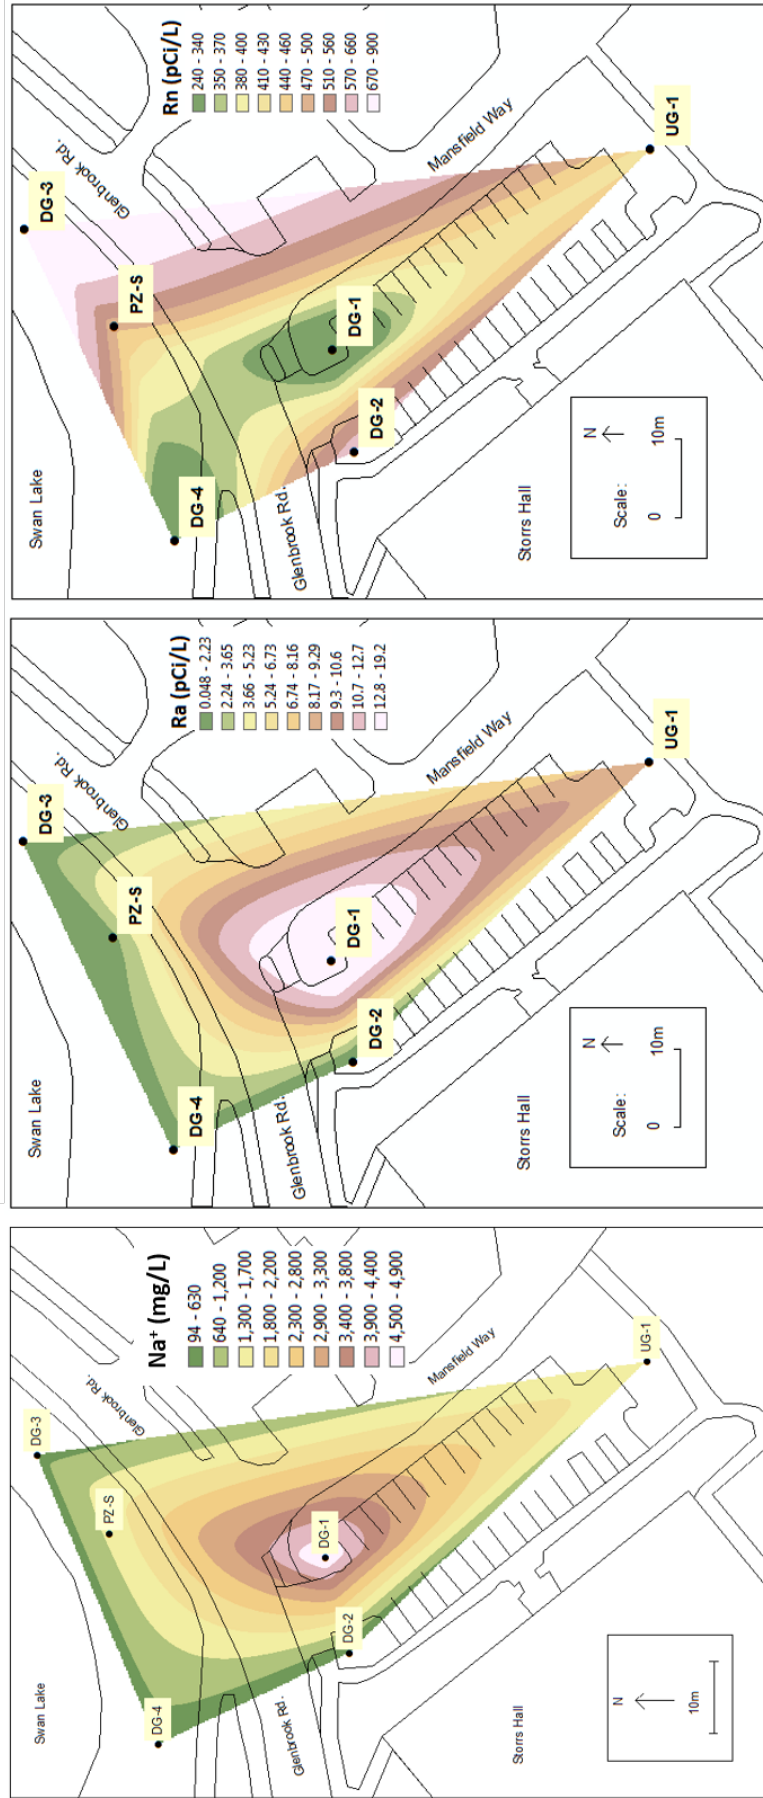 Swan Lake
Glenbrook Rd.
DG-3
PZ-S
DG-4
DG-1
DG-2
UG-1
Glenbrook Rd.
Mansfield Way
Storrs Hall
N
Scale:
0 10m
Rn (pCi/L)
240 - 340
350 - 370
380 - 400
410 - 430
440 - 460
470 - 500
510 - 560
570 - 660
670 - 900
Swan Lake
Glenbrook Rd.
DG-3
PZ-S
DG-4
DG-1
DG-2
UG-1
Glenbrook Rd.
Mansfield Way
Storrs Hall
N
Scale:
0 10m
Ra (pCi/L)
0.048 - 2.23
2.24 - 3.65
3.66 - 5.23
5.24 - 6.73
6.74 - 8.16
8.17 - 9.29
9.3 - 10.6
10.7 - 12.7
12.8 - 19.2
Swan Lake
Glenbrook Rd.
DG-3
PZ-S
DG-4
DG-1
DG-2
UG-1
Glenbrook Rd.
Mansfield Way
Storrs Hall
N
10m
Na⁺ (mg/L)
94 - 630
640 - 1,200
1,300 - 1,700
1,800 - 2,200
2,300 - 2,800
2,900 - 3,300
3,400 - 3,800
3,900 - 4,400
4,500 - 4,900